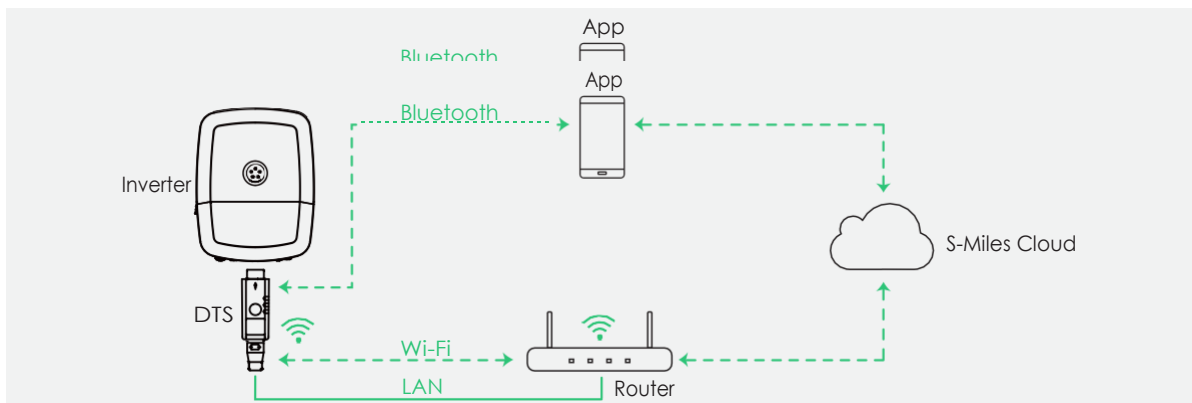 App
Bluetooth
App
Bluetooth
Inverter
S-Miles Cloud
DTS
Wi-Fi
LAN
Router